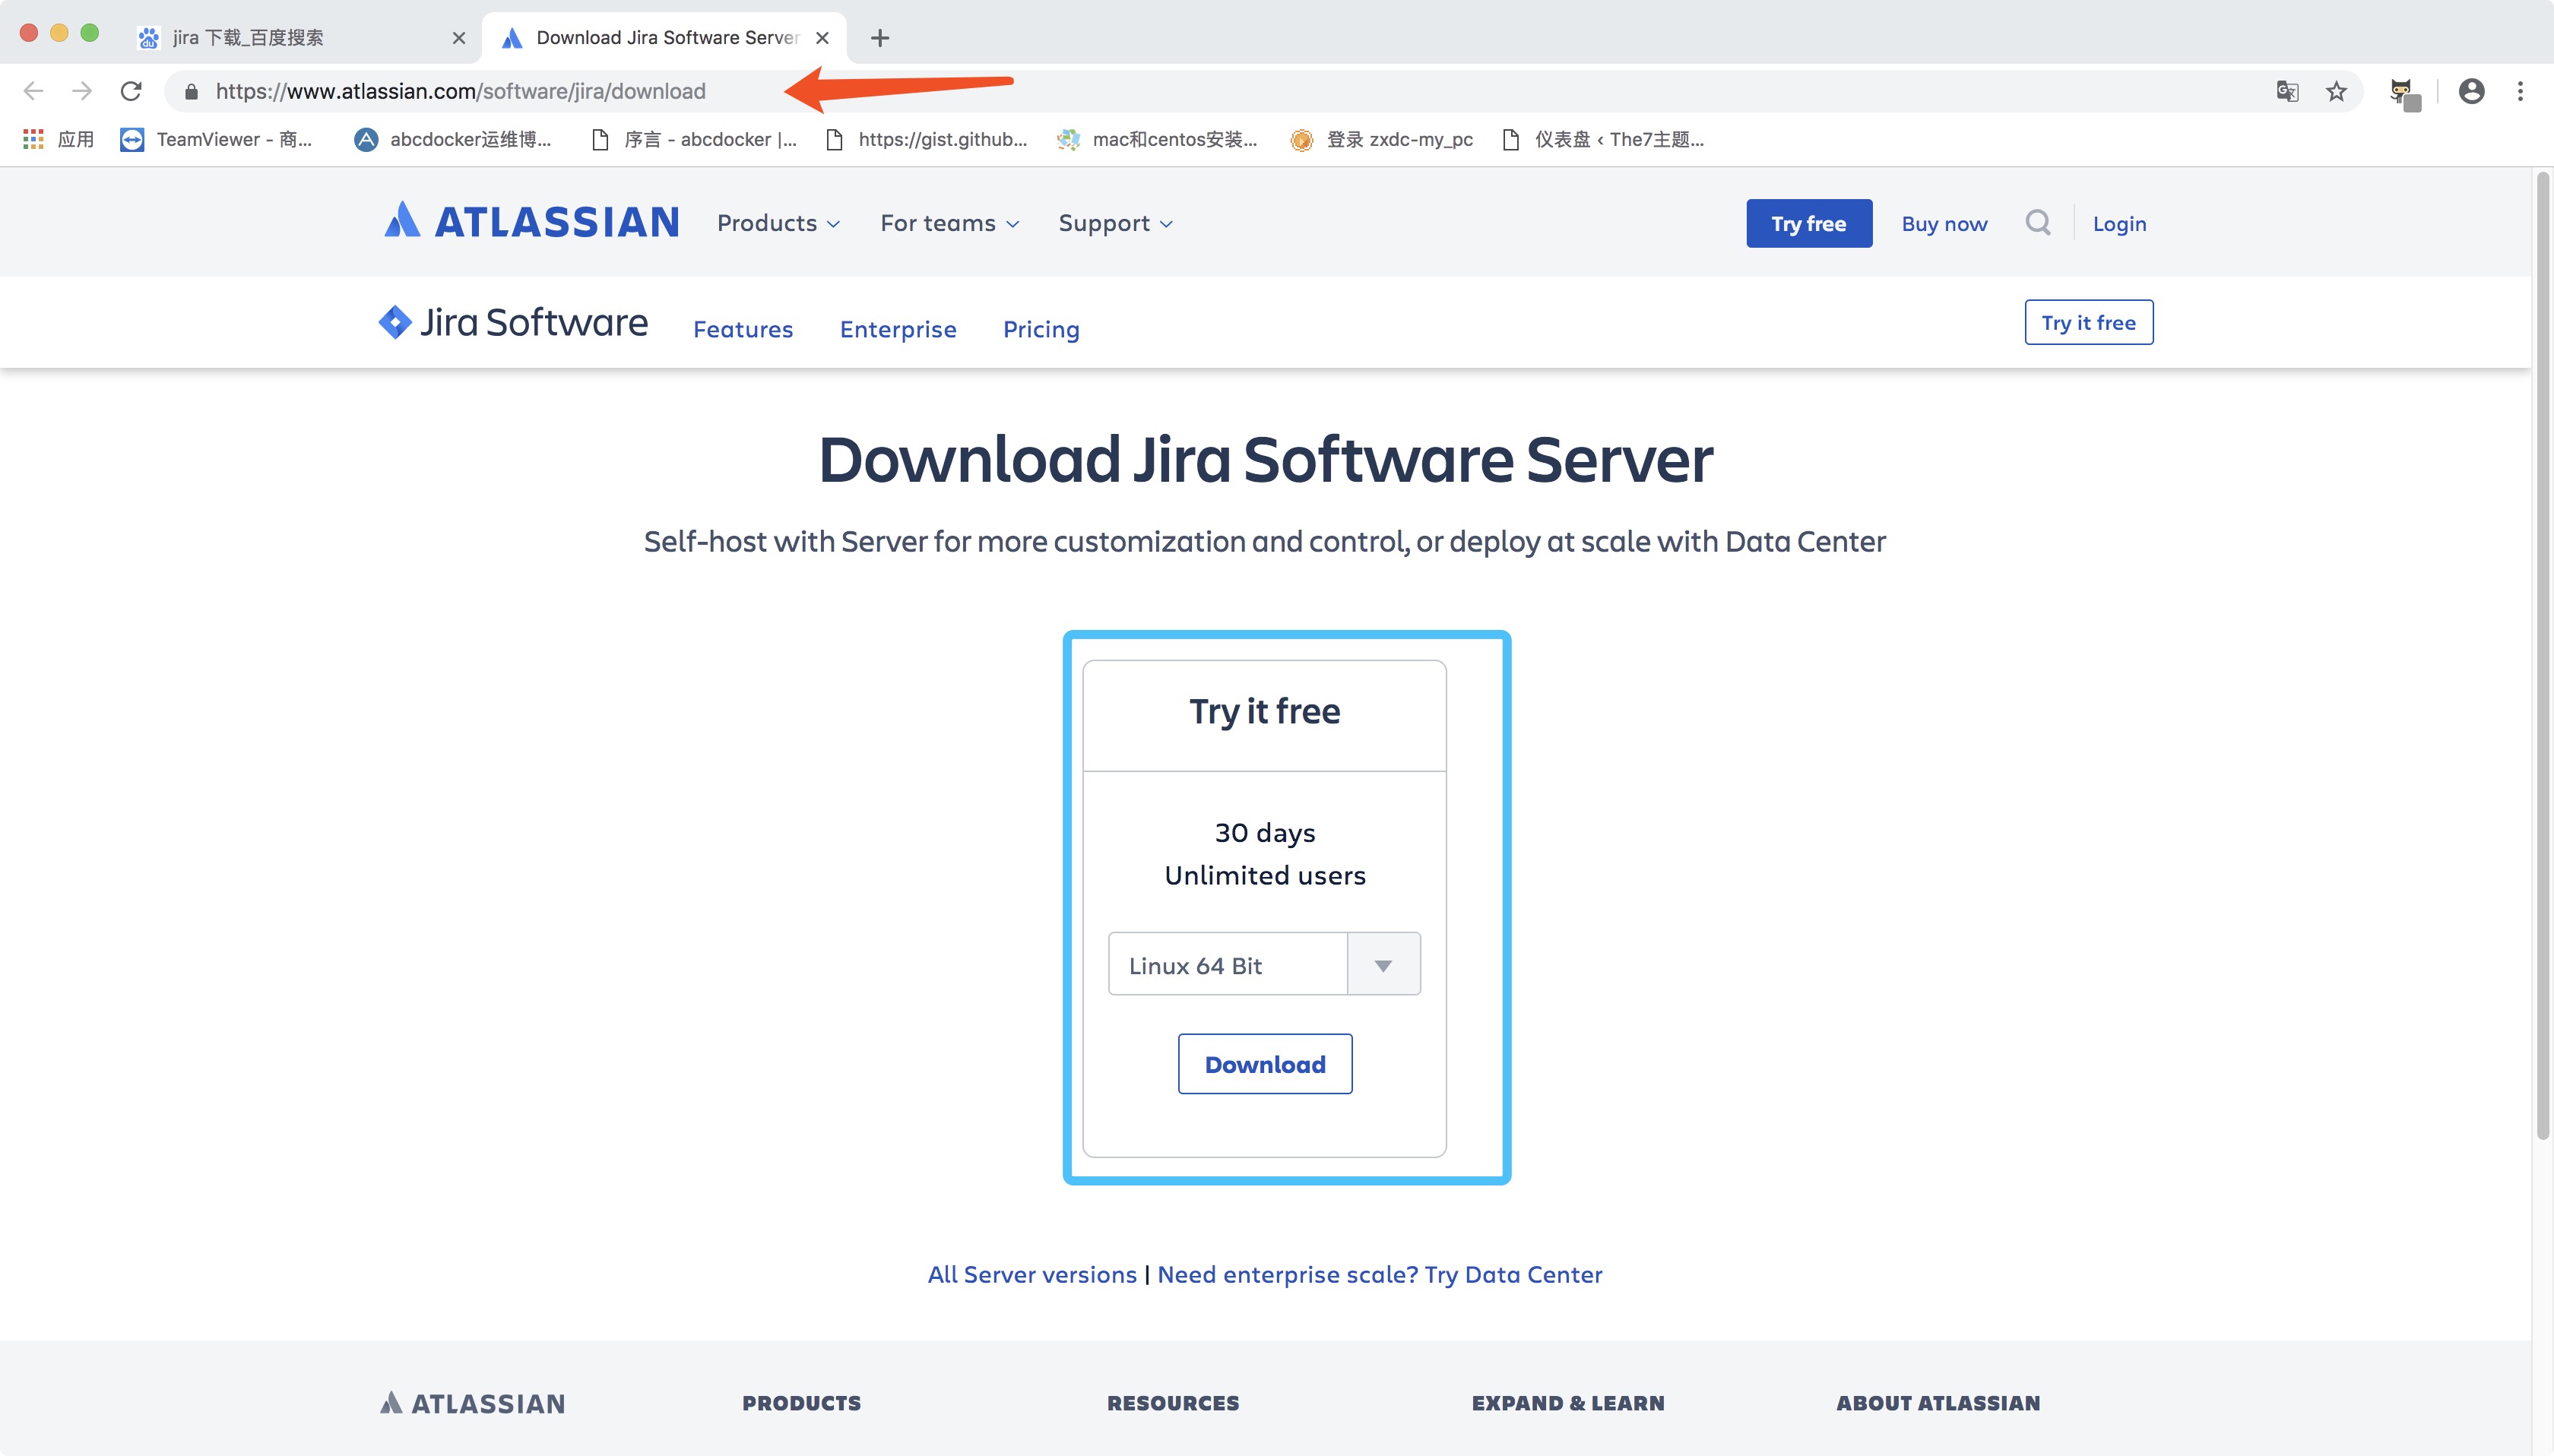 jira 下载_百度搜索
Download Jira Software Server
https://www.atlassian.com/software/jira/download
应用
TeamViewer - 商...
abcdocker运维博...
序言 - abcdocker |...
https://gist.github...
mac和centos安装...
登录 zxdc-my_pc
仪表盘 ‹ The7主题...
ATLASSIAN
Products
For teams
Support
Try free
Buy now
Login
Jira Software
Features
Enterprise
Pricing
Try it free
Download Jira Software Server
Self-host with Server for more customization and control, or deploy at scale with Data Center
Try it free
30 days
Unlimited users
Linux 64 Bit
Download
All Server versions | Need enterprise scale? Try Data Center
ATLASSIAN
PRODUCTS
RESOURCES
EXPAND & LEARN
ABOUT ATLASSIAN